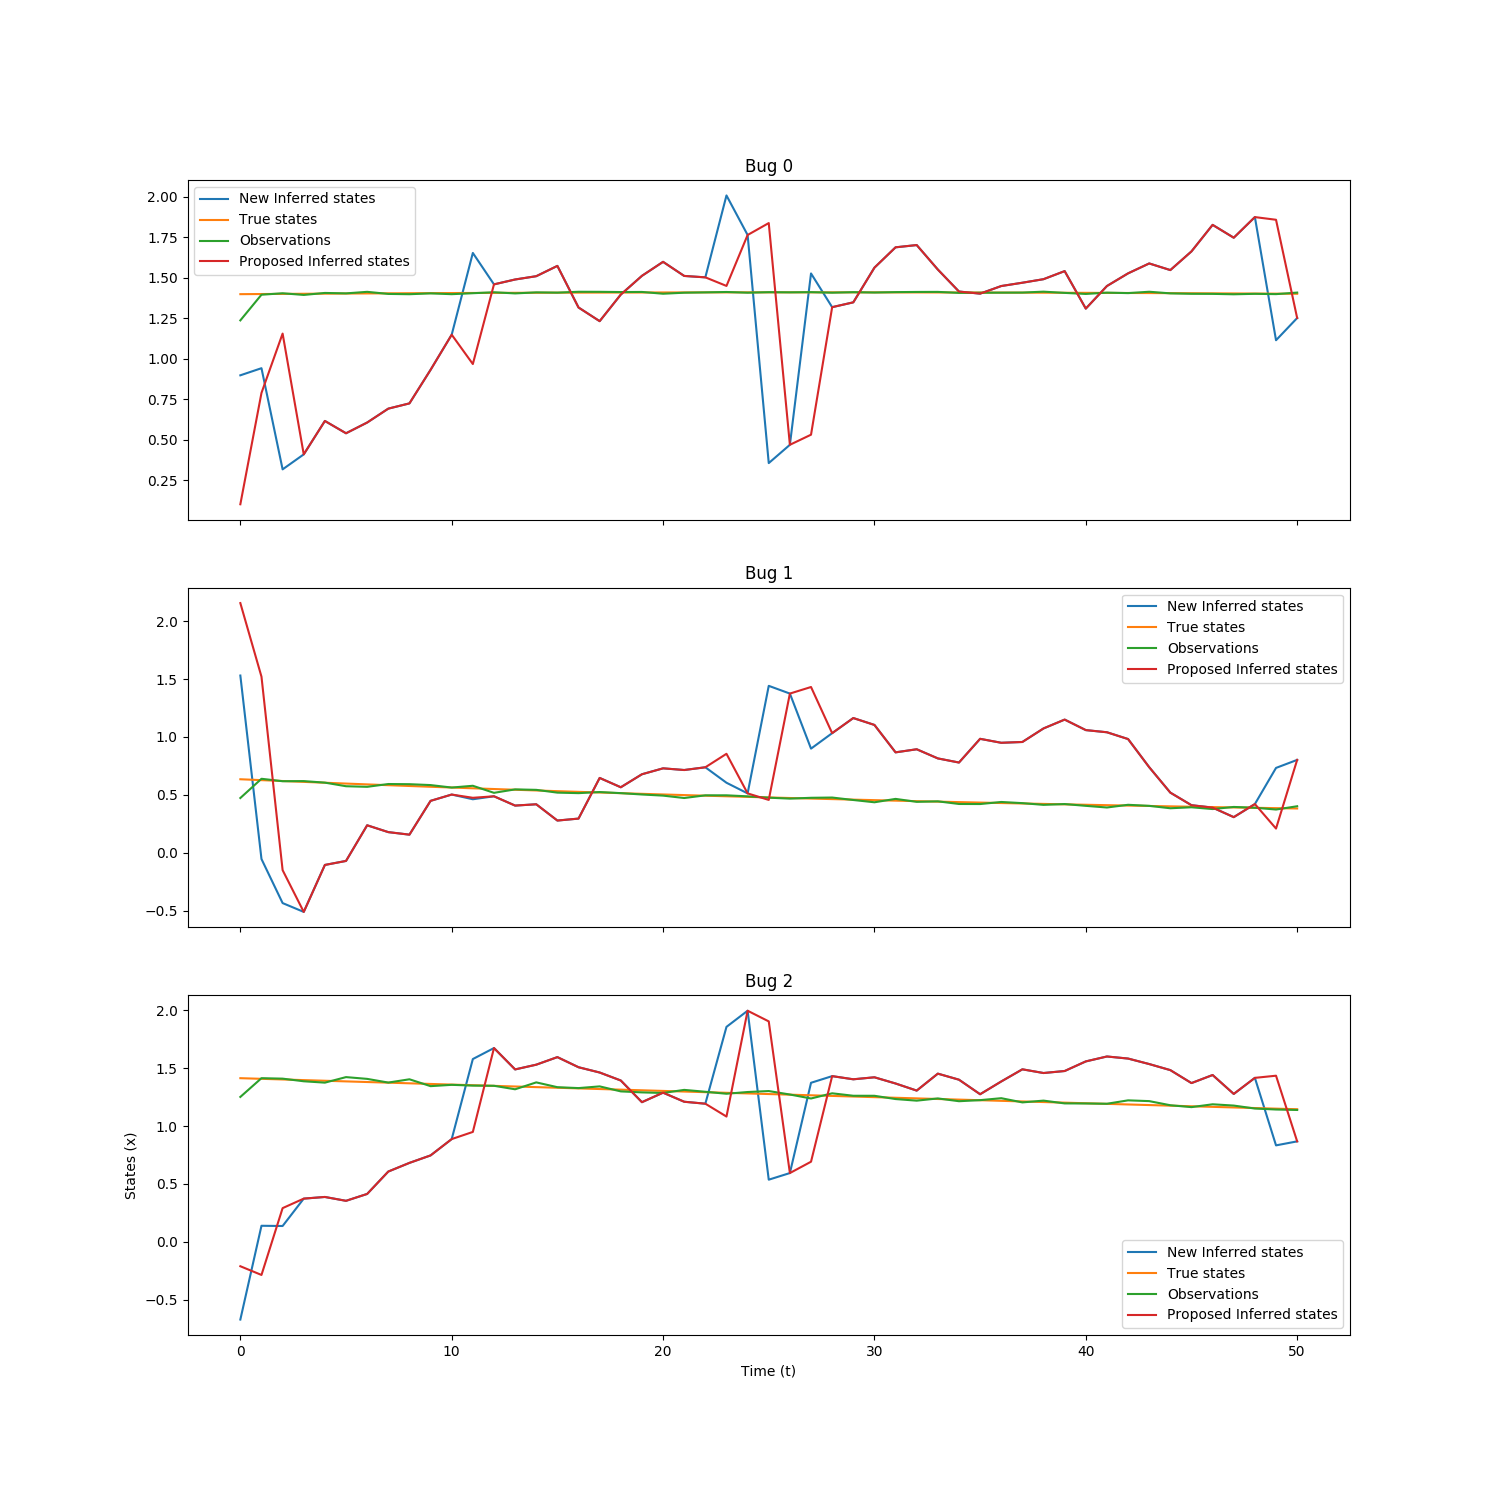 Bug 0
2.00
1.75
1.50
1.25
1.00
0.75
0.50
0.25
New Inferred states
True states
Observations
Proposed Inferred states
Bug 1
2.0
1.5
1.0
0.5
0.0
−0.5
New Inferred states
True states
Observations
Proposed Inferred states
Bug 2
2.0
1.5
1.0
0.5
0.0
−0.5
States (x)
New Inferred states
True states
Observations
Proposed Inferred states
0 10 20 30 40 50
Time (t)